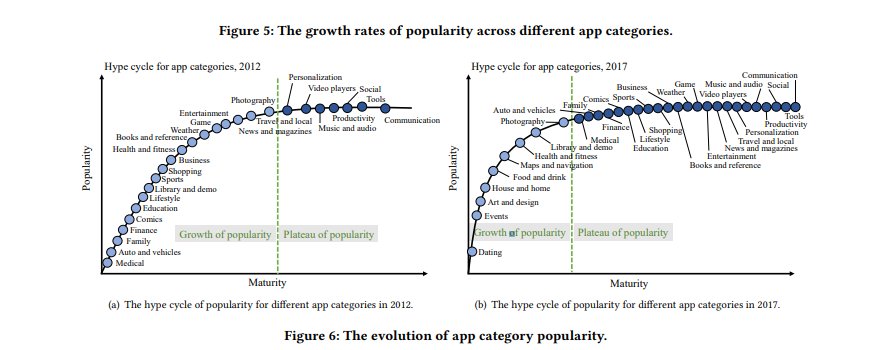 Figure 5: The growth rates of popularity across different app categories.
Hype cycle for app categories, 2012
Personalization
Video players
Social
Photography
Tools
Entertainment
Travel and local
Productivity
Communication
Game
News and magazines
Music and audio
Weather
Books and reference
Health and fitness
Business
Shopping
Sports
Library and demo
Lifestyle
Education
Comics
Finance
Family
Auto and vehicles
Medical
Growth of popularity
Plateau of popularity
Popularity
Maturity
(a) The hype cycle of popularity for different app categories in 2012.
Hype cycle for app categories, 2017
Communication
Game
Music and audio
Social
Business
Weather
Video players
Comics
Sports
Family
Auto and vehicles
Photography
Tools
Finance
Shopping
Productivity
Personalization
Medical
Lifestyle
Travel and local
Library and demo
Education
News and magazines
Health and fitness
Entertainment
Maps and navigation
Books and reference
Food and drink
House and home
Art and design
Events
Growth of popularity
Plateau of popularity
Dating
Popularity
Maturity
(b) The hype cycle of popularity for different app categories in 2017.
Figure 6: The evolution of app category popularity.